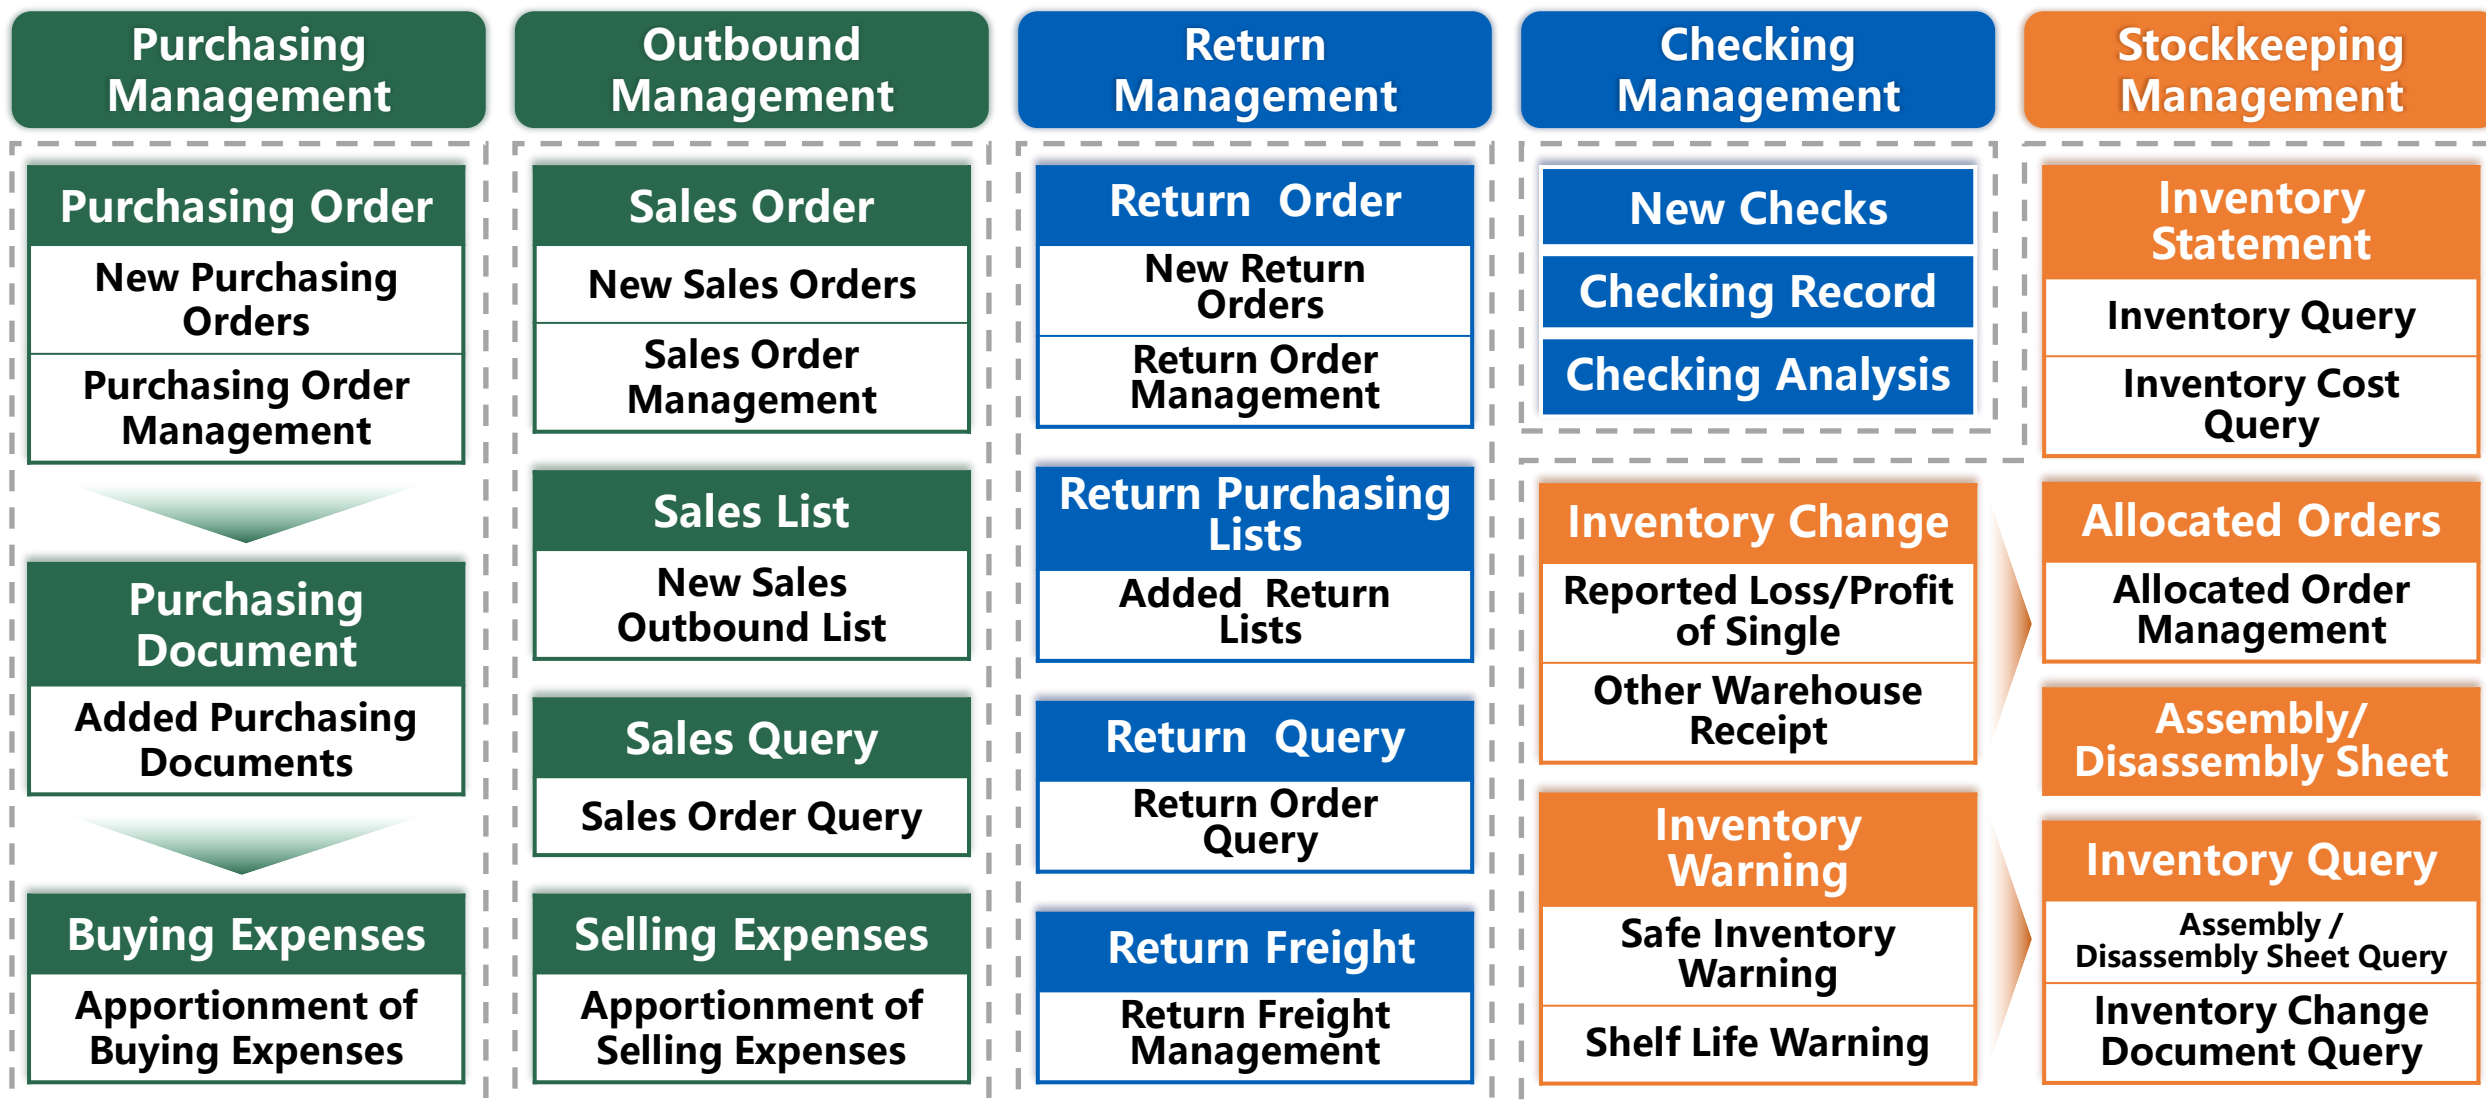 Purchasing
Management
Purchasing Order
New Purchasing
Orders
Purchasing Order
Management
Purchasing
Document
Added Purchasing
Documents
Buying Expenses
Apportionment of
Buying Expenses
Outbound
Management
Sales Order
New Sales Orders
Sales Order
Management
Sales List
New Sales
Outbound List
Sales Query
Sales Order Query
Selling Expenses
Apportionment of
Selling Expenses
Return
Management
Return Order
New Return
Orders
Return Order
Management
Return Purchasing
Lists
Added Return
Lists
Return Query
Return Order
Query
Return Freight
Return Freight
Management
Checking
Management
New Checks
Checking Record
Checking Analysis
Stockkeeping
Management
Inventory
Statement
Inventory Query
Inventory Cost
Query
Inventory Change
Reported Loss/Profit
of Single
Other Warehouse
Receipt
Inventory
Warning
Safe Inventory
Warning
Shelf Life Warning
Allocated Orders
Allocated Order
Management
Assembly/
Disassembly Sheet
Inventory Query
Assembly /
Disassembly Sheet Query
Inventory Change
Document Query